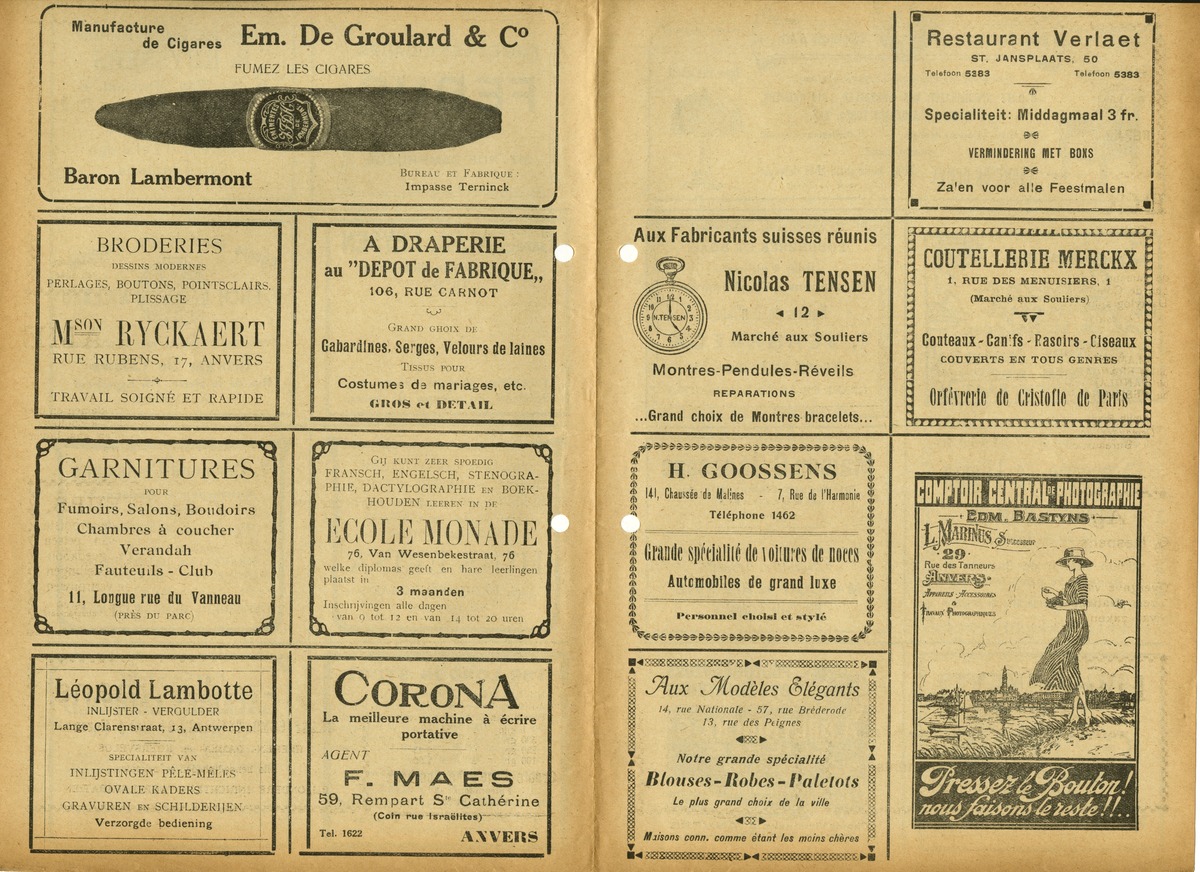 Manufacture
de Cigares
Em. De Groulard & Cº
FUMEZ LES CIGARES
Baron Lambermont
BUREAU ET FABRIQUE :
Impasse Terninck
BRODERIES
DESSINS MODERNES
PERLAGES, BOUTONS, POINTSCLAIRS,
PLISSAGE
MSON RYCKAERT
RUE RUBENS, 17, ANVERS
TRAVAIL SOIGNÉ ET RAPIDE
A DRAPERIE
au "DEPOT de FABRIQUE„
106, RUE CARNOT
GRAND CHOIX DE
Gabardines, Serges, Velours de laines
TISSUS POUR
Costumes de mariages, etc.
GROS et DETAIL
GARNITURES
POUR
Fumoirs, Salons, Boudoirs
Chambres à coucher
Verandah
Fauteuils - Club
11, Longue rue du Vanneau
(PRÈS DU PARC)
GIJ KUNT ZEER SPOEDIG
FRANSCH, ENGELSCH, STENOGRA-
PHIE, DACTYLOGRAPHIE EN BOEK-
HOUDEN LEEREN IN DE
ECOLE MONADE
76, Van Wesenbekestraat, 76
welke diplomas geeft en hare leerlingen
plaatst in
3 maanden
Inschrijvingen alle dagen
van 9 tot 12 en van 14 tot 20 uren
Léopold Lambotte
INLIJSTER - VERGULDER
Lange Clarenstraat, 13, Antwerpen
SPECIALITEIT VAN
INLIJSTINGEN PÊLE-MÊLES
OVALE KADERS
GRAVUREN EN SCHILDERIJEN
Verzorgde bediening
CORONA
La meilleure machine à écrire
portative
AGENT
F. MAES
59, Rempart Ste Cathérine
(Coin rue Israëlites)
Tel. 1622
ANVERS
Restaurant Verlaet
ST. JANSPLAATS, 50
Telefoon 5383 Telefoon 5383
Specialiteit: Middagmaal 3 fr.
VERMINDERING MET BONS
Zalen voor alle Feestmalen
Aux Fabricants suisses réunis
N.TENSEN
Nicolas TENSEN
◄ 12 ►
Marché aux Souliers
Montres-Pendules-Réveils
REPARATIONS
...Grand choix de Montres-bracelets...
COUTELLERIE MERCKX
1, RUE DES MENUISIERS, 1
(Marché aux Souliers)
Couteaux - Canifs - Rasoirs - Ciseaux
COUVERTS EN TOUS GENRES
Orfévrerie de Cristofle de Paris
H. GOOSSENS
141, Chaussée de Malines - 7, Rue de l'Harmonie
Téléphone 1462
Grande spécialité de voitures de noces
Automobiles de grand luxe
Personnel choisi et stylé
Aux Modèles Elégants
14, rue Nationale - 57, rue Bréderode
13, rue des Peignes
Notre grande spécialité
Blouses-Robes-Paletots
Le plus grand choix de la ville
Maisons conn. comme étant les moins chères
COMPTOIR CENTRAL DE PHOTOGRAPHIE
EDM. BASTYNS
L. MARINUS SUCCESSEUR
29
Rue des Tanneurs
ANVERS
APPAREILS - ACCESSOIRES
&
TRAVAUX PHOTOGRAPHIQUES
Pressez le Bouton!
nous faisons le reste!!..